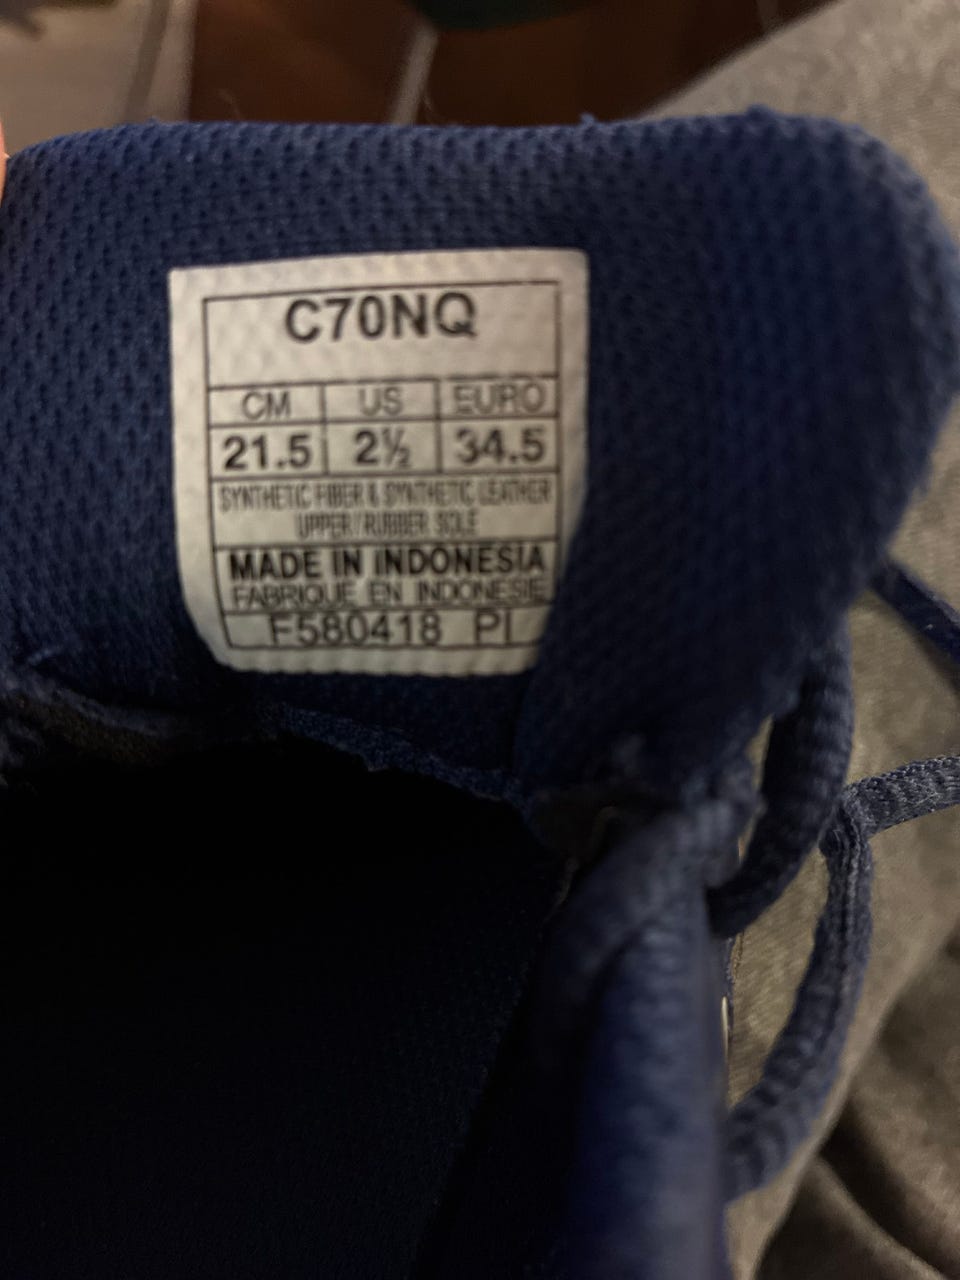 C70NQ
CM US EURO
21.5 2½ 34.5
SYNTHETIC FIBER & SYNTHETIC LEATHER
UPPER / RUBBER SOLE
MADE IN INDONESIA
FABRIQUE EN INDONESIE
F580418 PI